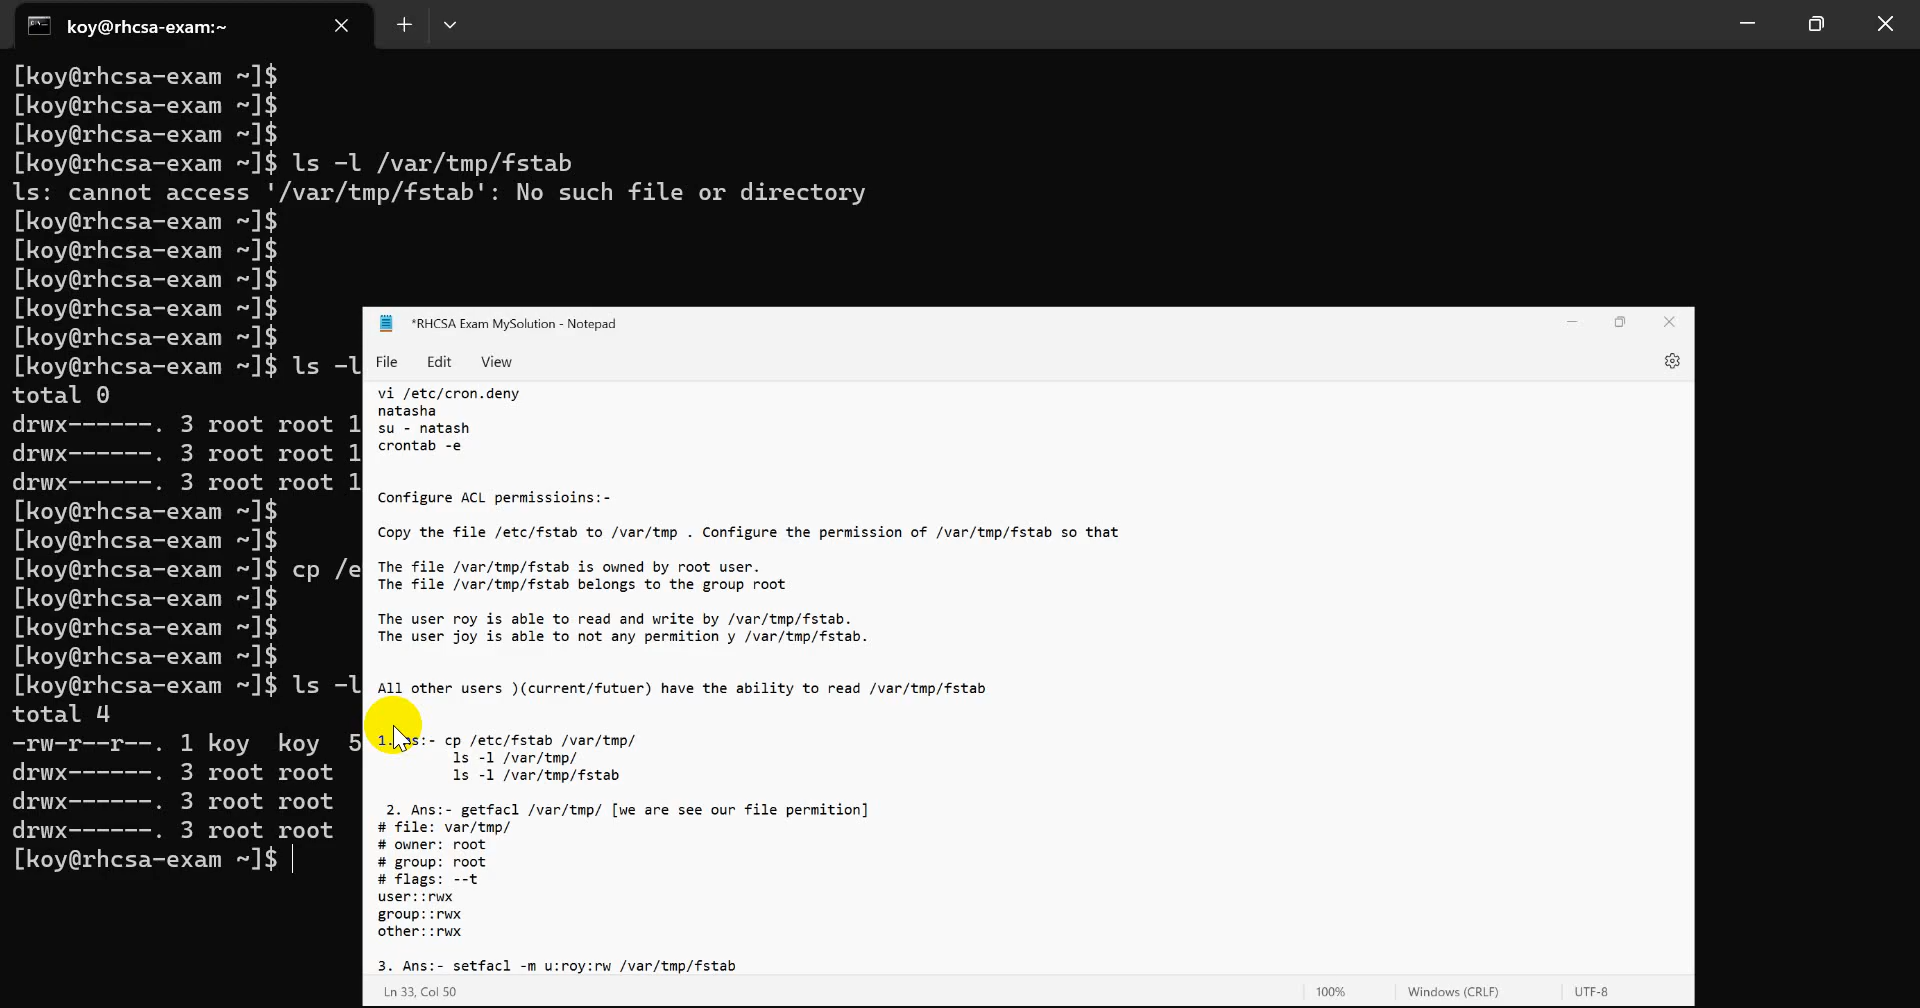 koy@rhcsa-exam:~
[koy@rhcsa-exam ~]$
[koy@rhcsa-exam ~]$
[koy@rhcsa-exam ~]$
[koy@rhcsa-exam ~]$ ls -l /var/tmp/fstab
ls: cannot access '/var/tmp/fstab': No such file or directory
[koy@rhcsa-exam ~]$
[koy@rhcsa-exam ~]$
[koy@rhcsa-exam ~]$
[koy@rhcsa-exam ~]$
[koy@rhcsa-exam ~]$
[koy@rhcsa-exam ~]$ ls -l
total 0
drwx------. 3 root root 1
drwx------. 3 root root 1
drwx------. 3 root root 1
[koy@rhcsa-exam ~]$
[koy@rhcsa-exam ~]$
[koy@rhcsa-exam ~]$ cp /e
[koy@rhcsa-exam ~]$
[koy@rhcsa-exam ~]$
[koy@rhcsa-exam ~]$
[koy@rhcsa-exam ~]$ ls -l
total 4
-rw-r--r--. 1 koy  koy  5
drwx------. 3 root root
drwx------. 3 root root
drwx------. 3 root root
[koy@rhcsa-exam ~]$
*RHCSA Exam MySolution - Notepad
File Edit View
vi /etc/cron.deny
natasha
su - natash
crontab -e
Configure ACL permissioins:-
Copy the file /etc/fstab to /var/tmp . Configure the permission of /var/tmp/fstab so that
The file /var/tmp/fstab is owned by root user.
The file /var/tmp/fstab belongs to the group root
The user roy is able to read and write by /var/tmp/fstab.
The user joy is able to not any permition y /var/tmp/fstab.
All other users )(current/futuer) have the ability to read /var/tmp/fstab
1. s:- cp /etc/fstab /var/tmp/
ls -l /var/tmp/
ls -l /var/tmp/fstab
2. Ans:- getfacl /var/tmp/ [we are see our file permition]
# file: var/tmp/
# owner: root
# group: root
# flags: --t
user::rwx
group::rwx
other::rwx
3. Ans:- setfacl -m u:roy:rw /var/tmp/fstab
Ln 33, Col 50
100%
Windows (CRLF)
UTF-8